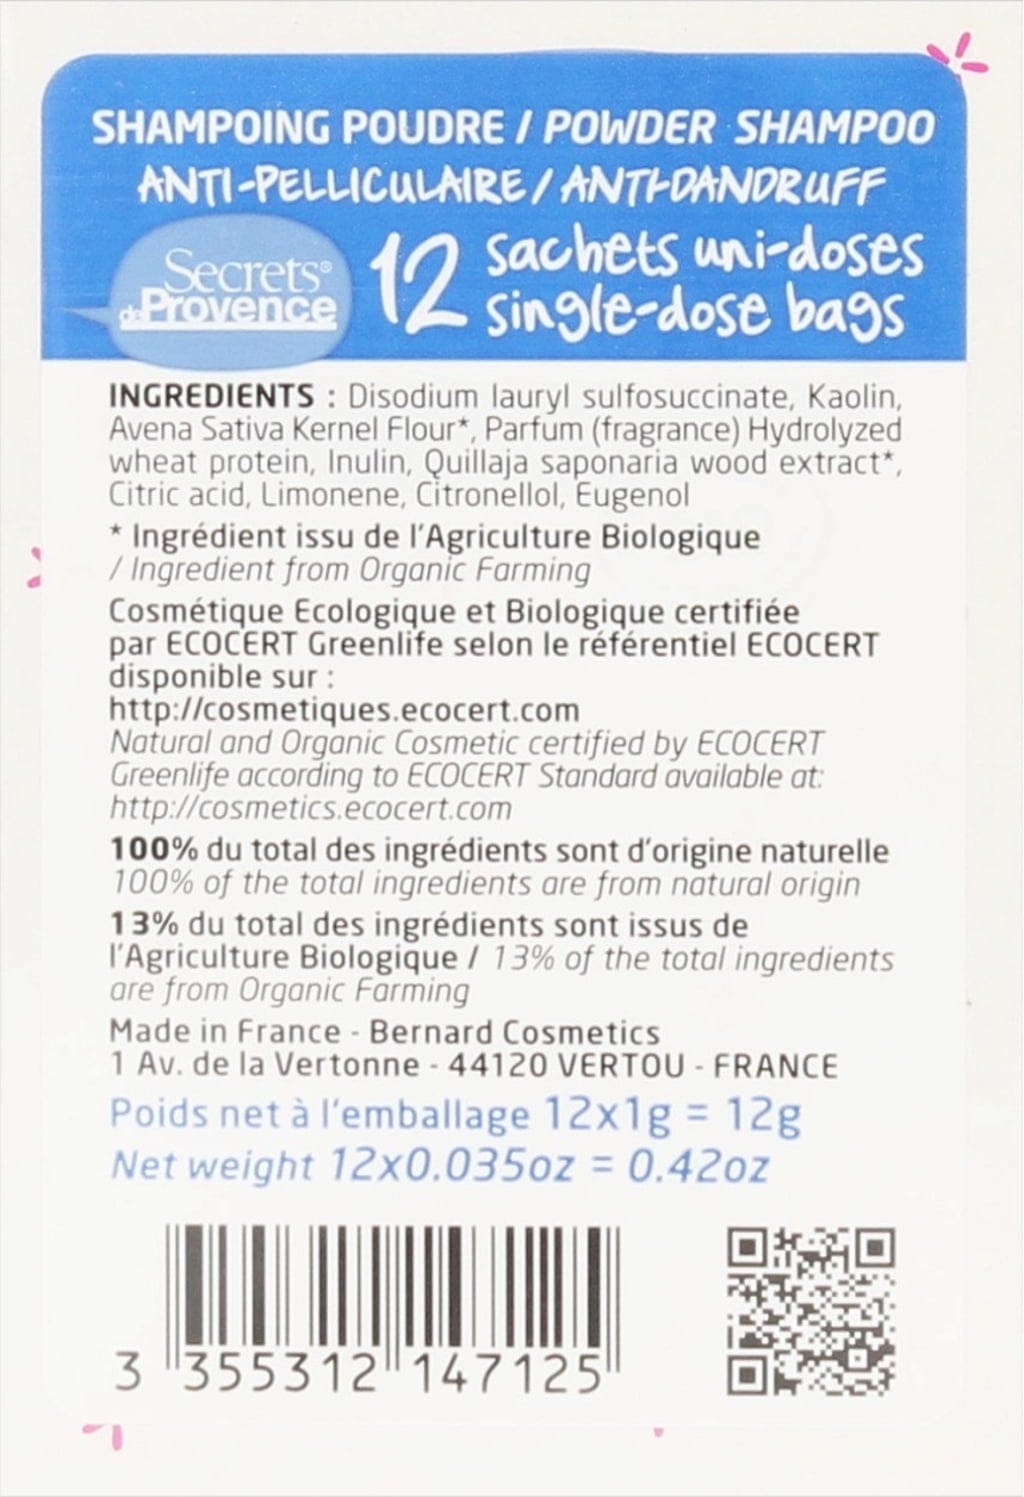 SHAMPOING POUDRE / POWDER SHAMPOO
ANTI-PELLICULAIRE / ANTI-DANDRUFF
Secrets®
de Provence
12 sachets uni-doses
single-dose bags
INGREDIENTS : Disodium lauryl sulfosuccinate, Kaolin,
Avena Sativa Kernel Flour*, Parfum (fragrance) Hydrolyzed
wheat protein, Inulin, Quillaja saponaria wood extract*,
Citric acid, Limonene, Citronellol, Eugenol
* Ingrédient issu de l'Agriculture Biologique
/ Ingredient from Organic Farming
Cosmétique Ecologique et Biologique certifiée
par ECOCERT Greenlife selon le référentiel ECOCERT
disponible sur :
http://cosmetiques.ecocert.com
Natural and Organic Cosmetic certified by ECOCERT
Greenlife according to ECOCERT Standard available at:
http://cosmetics.ecocert.com
100% du total des ingrédients sont d'origine naturelle
100% of the total ingredients are from natural origin
13% du total des ingrédients sont issus de
l'Agriculture Biologique / 13% of the total ingredients
are from Organic Farming
Made in France - Bernard Cosmetics
1 Av. de la Vertonne - 44120 VERTOU - FRANCE
Poids net à l'emballage 12x1g = 12g
Net weight 12x0.035oz = 0.42oz
3 355312 147125